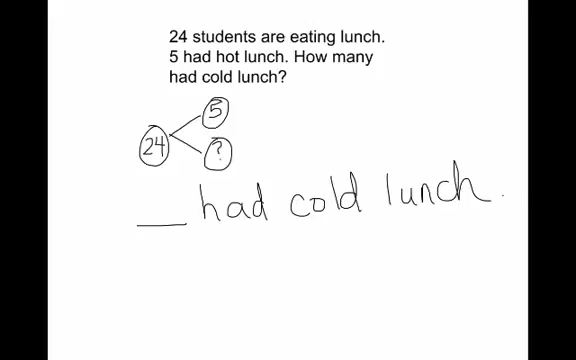 24 students are eating lunch.
5 had hot lunch. How many
had cold lunch?
5
24
?
__ had cold lunch.